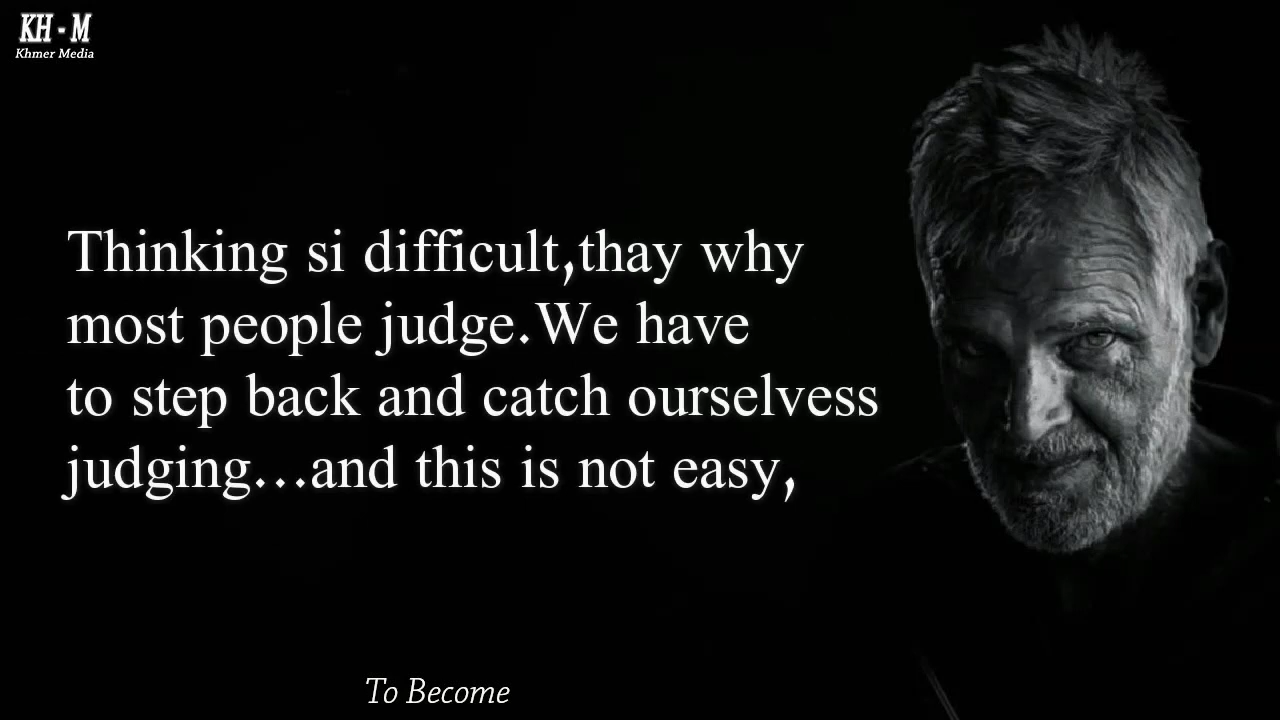 KH - M
Khmer Media
Thinking si difficult,thay why
most people judge.We have
to step back and catch ourselvess
judging...and this is not easy,
To Become